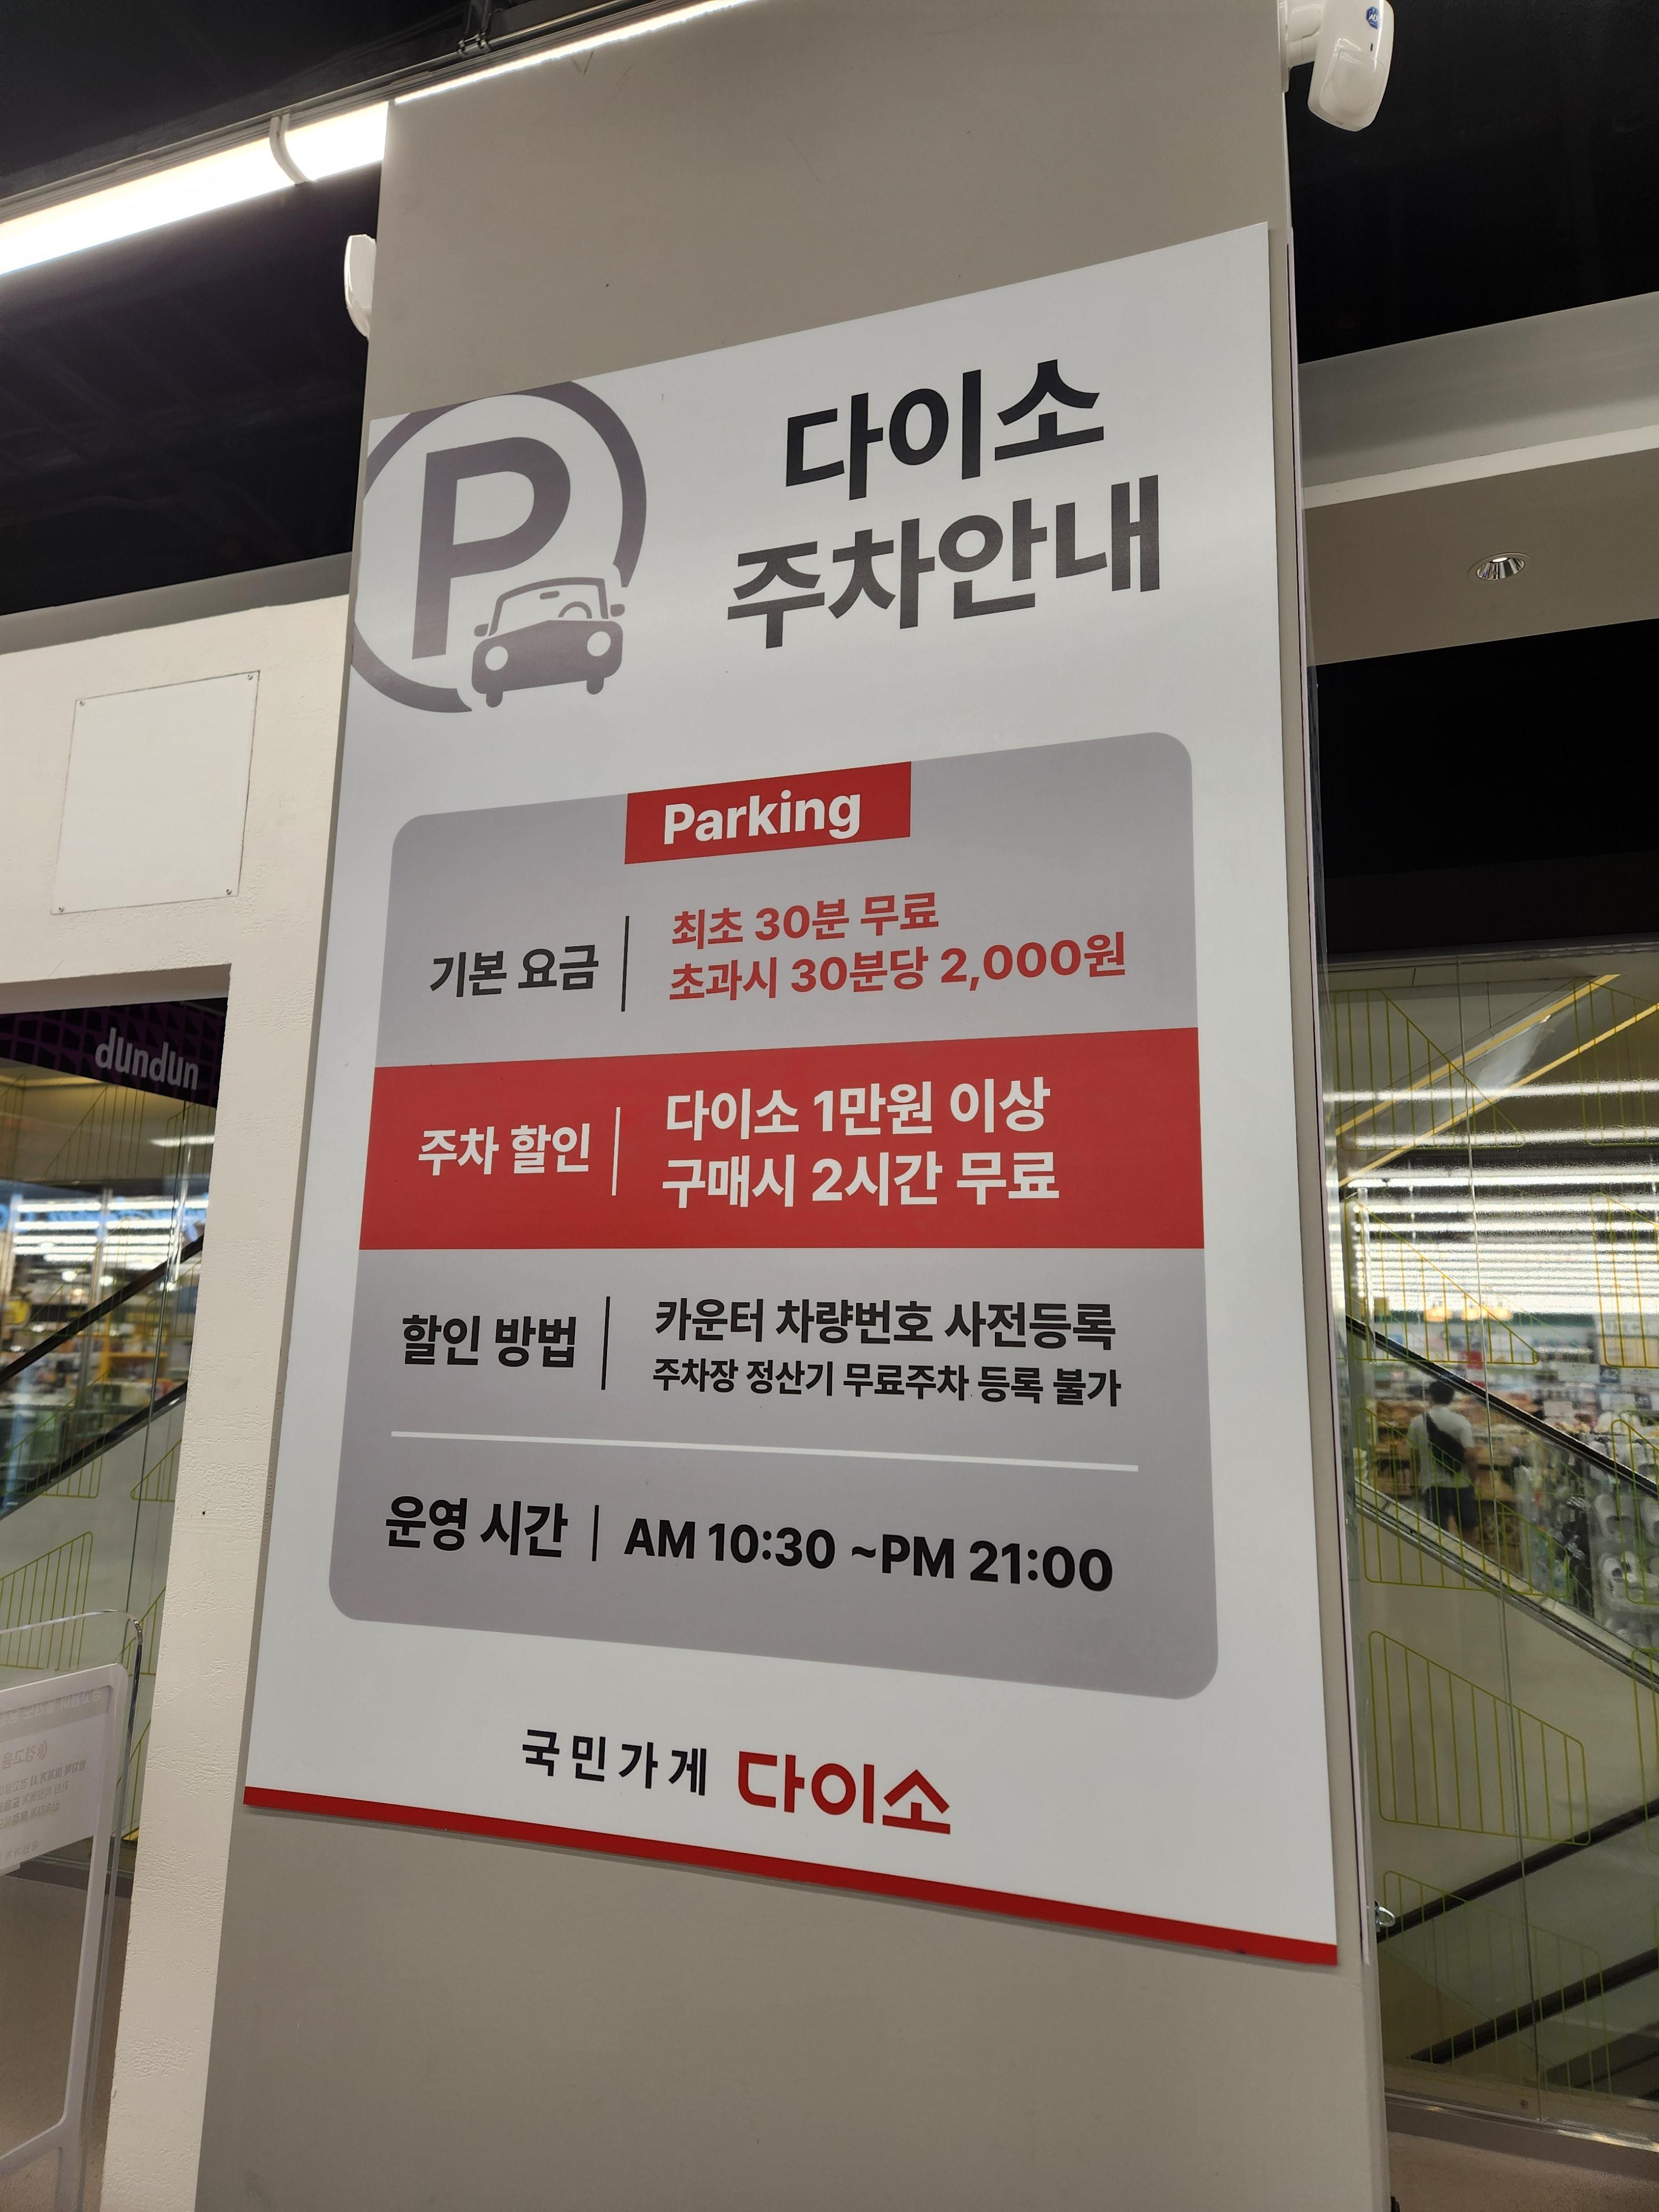 다이소
주차안내
P
Parking
기본 요금
최초 30분 무료
초과시 30분당 2,000원
주차 할인
다이소 1만원 이상
구매시 2시간 무료
할인 방법
카운터 차량번호 사전등록
주차장 정산기 무료주차 등록 불가
운영 시간
AM 10:30 ~PM 21:00
국민가게 다이소
dundun